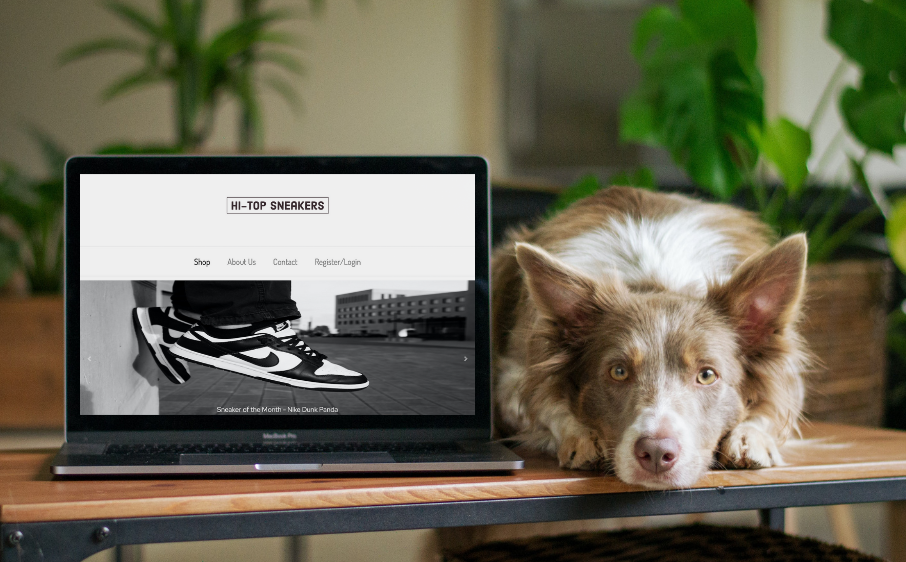 HI-TOP SNEAKERS
Shop About Us Contact Register/Login
Sneaker of the Month - Nike Dunk Panda
MacBook Pro